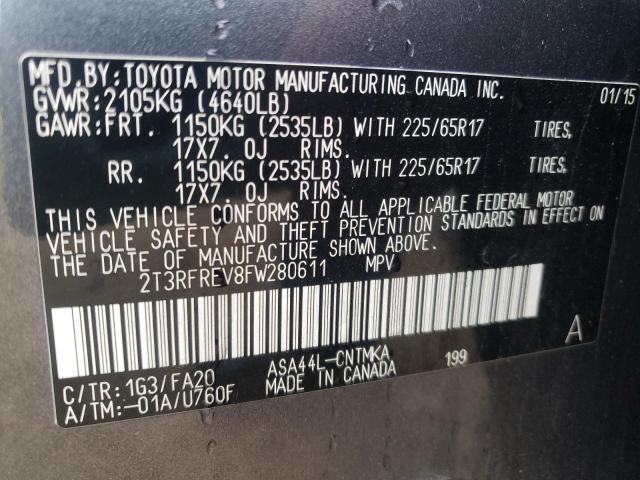 MFD.BY:TOYOTA MOTOR MANUFACTURING CANADA INC. 01/15
GVWR:2105KG (4640LB)
GAWR:FRT. 1150KG (2535LB) WITH 225/65R17 TIRES,
17X7.0J RIMS.
RR. 1150KG (2535LB) WITH 225/65R17 TIRES,
17X7.0J RIMS.
THIS VEHICLE CONFORMS TO ALL APPLICABLE FEDERAL MOTOR
VEHICLE SAFETY AND THEFT PREVENTION STANDARDS IN EFFECT ON
THE DATE OF MANUFACTURE SHOWN ABOVE.
2T3RFREV8FW280611 MPV
A
C/TR:1G3/FA20 ASA44L-CNTMKA 199
A/TM:-01A/U760F MADE IN CANADA